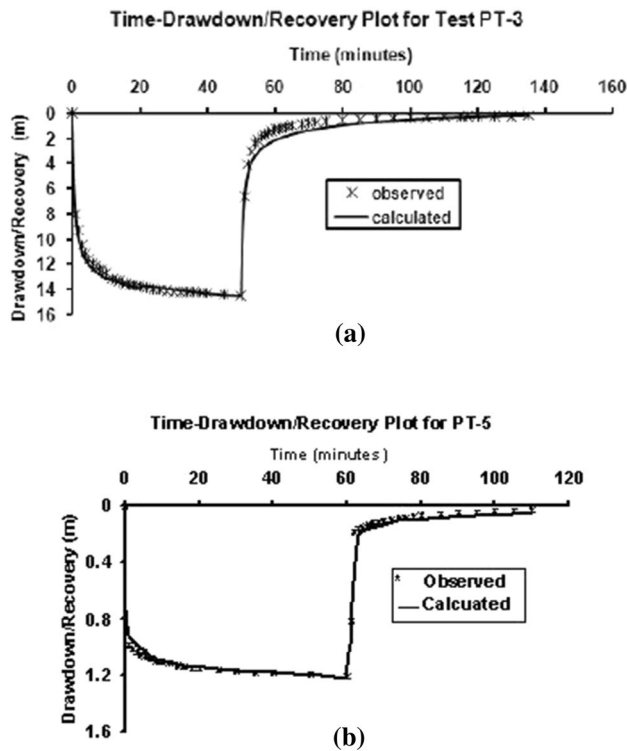 Time-Drawdown/Recovery Plot for Test PT-3
Time (minutes)
0 20 40 60 80 100 120 140 160
Drawdown/Recovery (m)
0
2
4
6
8
10
12
14
16
observed
calculated
(a)
Time-Drawdown/Recovery Plot for PT-5
Time (minutes)
0 20 40 60 80 100 120
Drawdown/Recovery (m)
0
0.4
0.8
1.2
1.6
Observed
Calcuated
(b)